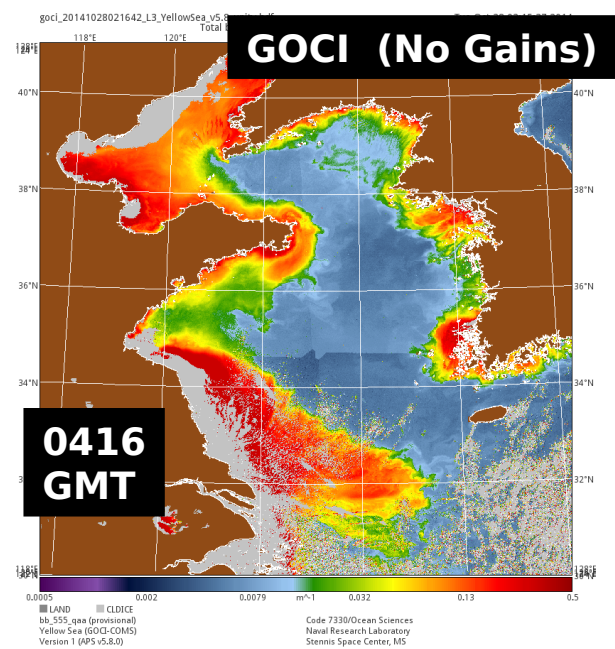 goci_20141028021642_L3_YellowSea_v5.8
Total
GOCI (No Gains)
118°E
120°E
40°N
40°N
38°N
38°N
36°N
36°N
34°N
34°N
0416
GMT
32°N
0.0005
0.002
0.0079
m^-1
0.032
0.13
0.5
LAND
CLDICE
bb_555_qaa (provisional)
Yellow Sea (GOCI-COMS)
Version 1 (APS v5.8.0)
Code 7330/Ocean Sciences
Naval Research Laboratory
Stennis Space Center, MS